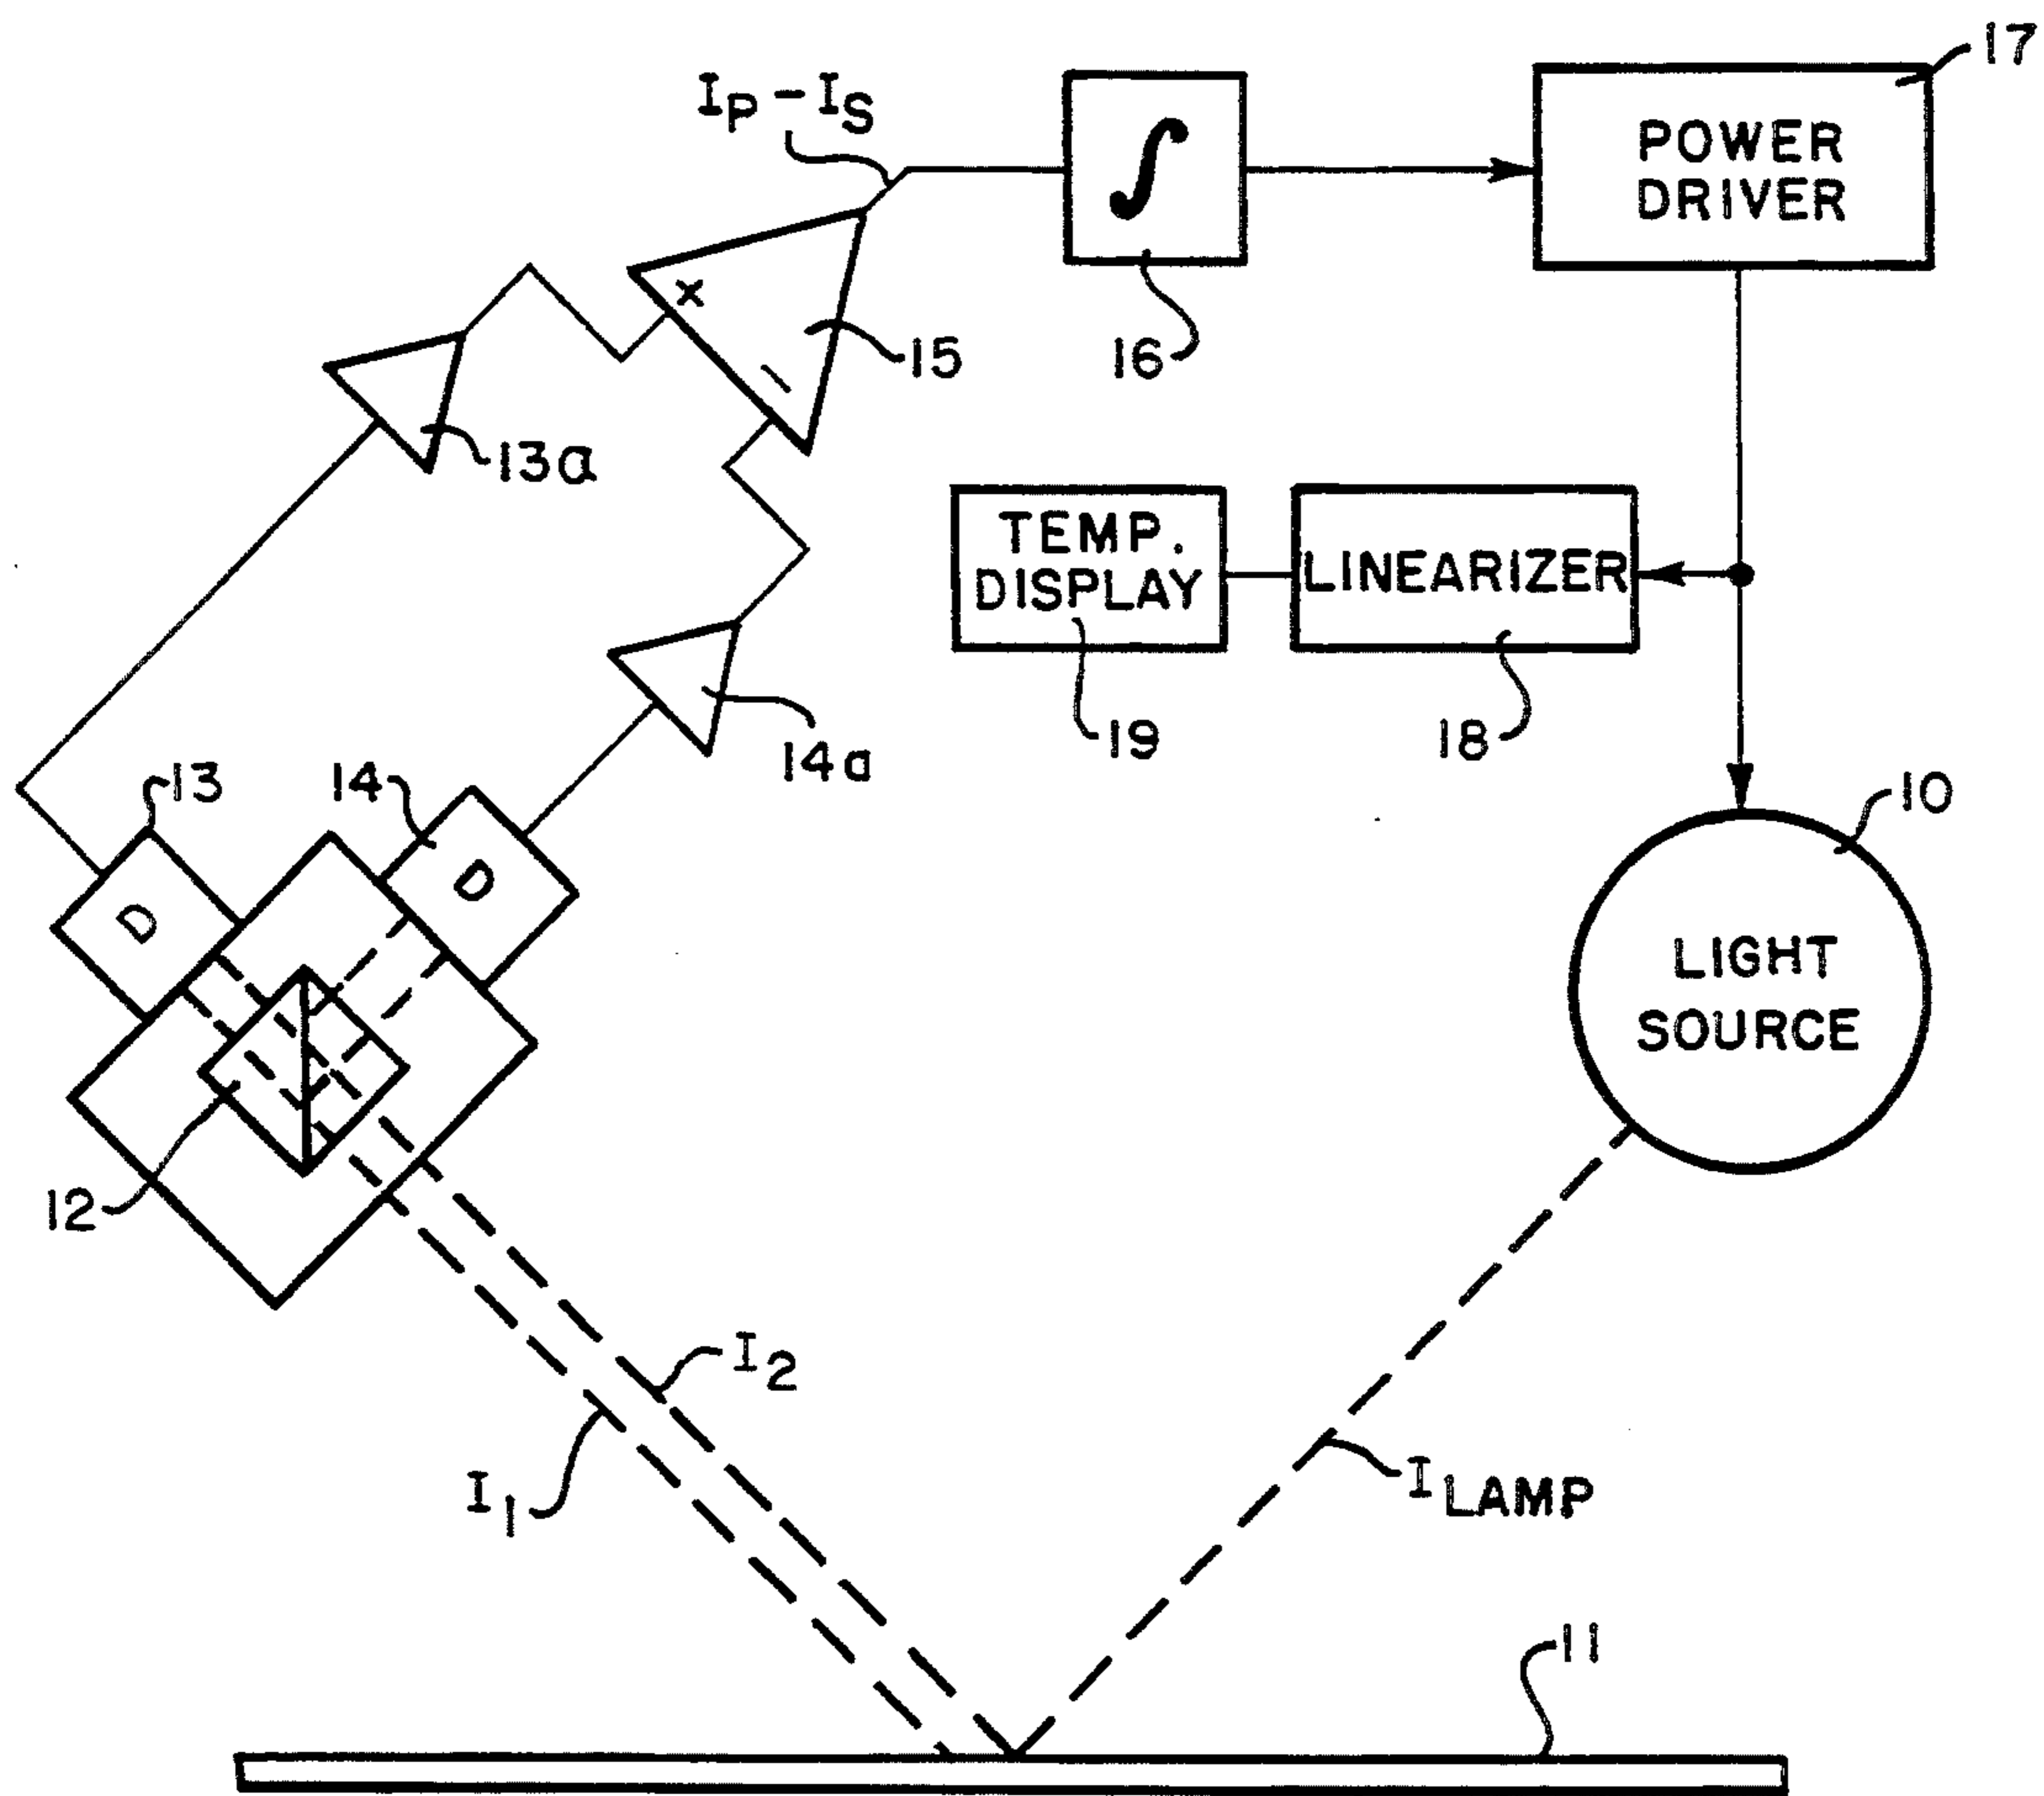 17
Ip-Is
∫
POWER
DRIVER
x
15
16
13a
TEMP.
DISPLAY
LINEARIZER
19
18
14a
13
14
10
D
D
LIGHT
SOURCE
12
I2
I1
ILAMP
11